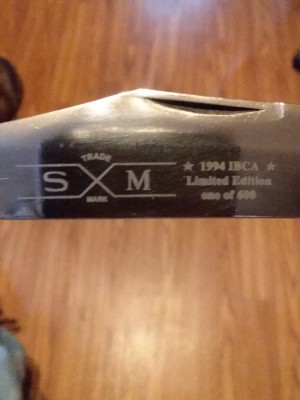 TRADE
S M
MARK
★ 1994 IBCA ★
Limited Edition
one of 600